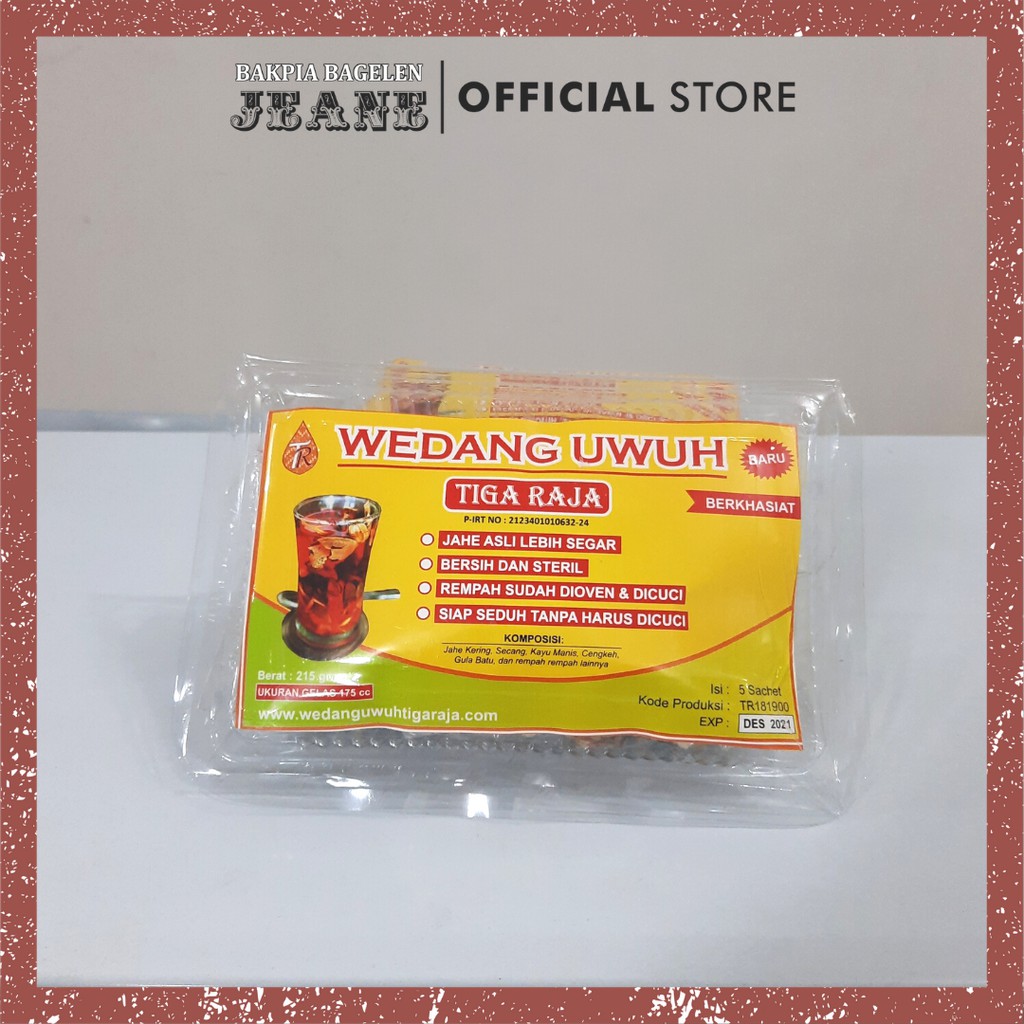 BAKPIA BAGELEN
JEANE
OFFICIAL STORE
TR
WEDANG UWUH
BARU
TIGA RAJA
BERKHASIAT
P-IRT NO : 2123401010632-24
JAHE ASLI LEBIH SEGAR
BERSIH DAN STERIL
REMPAH SUDAH DIOVEN & DICUCI
SIAP SEDUH TANPA HARUS DICUCI
KOMPOSISI:
Jahe Kering, Secang, Kayu Manis, Cengkeh,
Gula Batu, dan rempah rempah lainnya
Berat : 215
UKURAN GELAS 175 cc
www.wedanguwuhtigaraja.com
Isi : 5 Sachet
Kode Produksi : TR181900
EXP : DES 2021